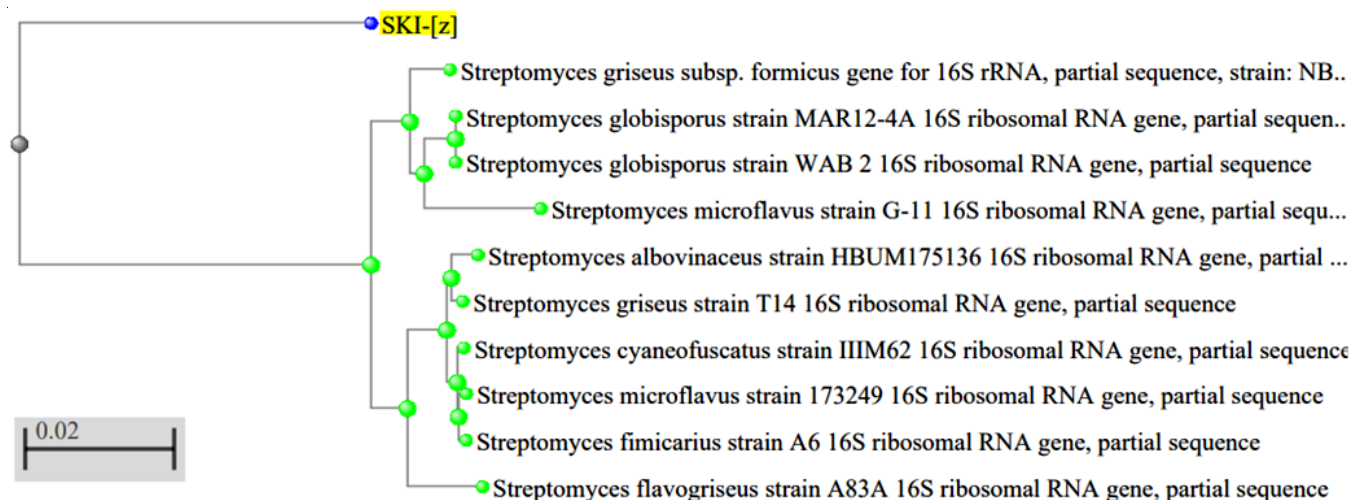 SKI-[z]
Streptomyces griseus subsp. formicus gene for 16S rRNA, partial sequence, strain: NB..
Streptomyces globisporus strain MAR12-4A 16S ribosomal RNA gene, partial sequen..
Streptomyces globisporus strain WAB 2 16S ribosomal RNA gene, partial sequence
Streptomyces microflavus strain G-11 16S ribosomal RNA gene, partial sequ...
Streptomyces albovinaceus strain HBUM175136 16S ribosomal RNA gene, partial ...
Streptomyces griseus strain T14 16S ribosomal RNA gene, partial sequence
Streptomyces cyaneofuscatus strain IIIM62 16S ribosomal RNA gene, partial sequence
Streptomyces microflavus strain 173249 16S ribosomal RNA gene, partial sequence
0.02
Streptomyces fimicarius strain A6 16S ribosomal RNA gene, partial sequence
Streptomyces flavogriseus strain A83A 16S ribosomal RNA gene, partial sequence